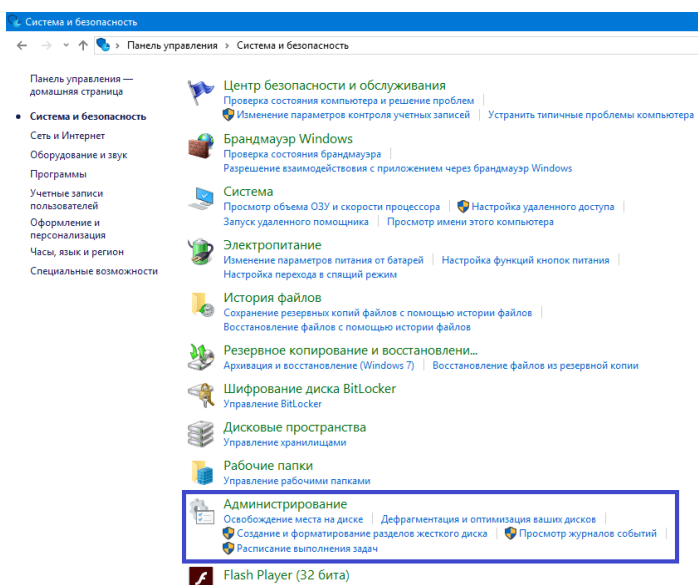 Система и безопасность
Панель управления › Система и безопасность
Панель управления —
домашняя страница
Система и безопасность
Сеть и Интернет
Оборудование и звук
Программы
Учетные записи
пользователей
Оформление и
персонализация
Часы, язык и регион
Специальные возможности
Центр безопасности и обслуживания
Проверка состояния компьютера и решение проблем
Изменение параметров контроля учетных записей | Устранить типичные проблемы компьютера
Брандмауэр Windows
Проверка состояния брандмауэра
Разрешение взаимодействовия с приложением через брандмауэр Windows
Система
Просмотр объема ОЗУ и скорости процессора | Настройка удаленного доступа
Запуск удаленного помощника | Просмотр имени этого компьютера
Электропитание
Изменение параметров питания от батарей | Настройка функций кнопок питания
Настройка перехода в спящий режим
История файлов
Сохранение резервных копий файлов с помощью истории файлов
Восстановление файлов с помощью истории файлов
Резервное копирование и восстановлени...
Архивация и восстановление (Windows 7) | Восстановление файлов из резервной копии
Шифрование диска BitLocker
Управление BitLocker
Дисковые пространства
Управление хранилищами
Рабочие папки
Управление рабочими папками
Администрирование
Освобождение места на диске | Дефрагментация и оптимизация ваших дисков
Создание и форматирование разделов жесткого диска | Просмотр журналов событий
Расписание выполнения задач
Flash Player (32 бита)